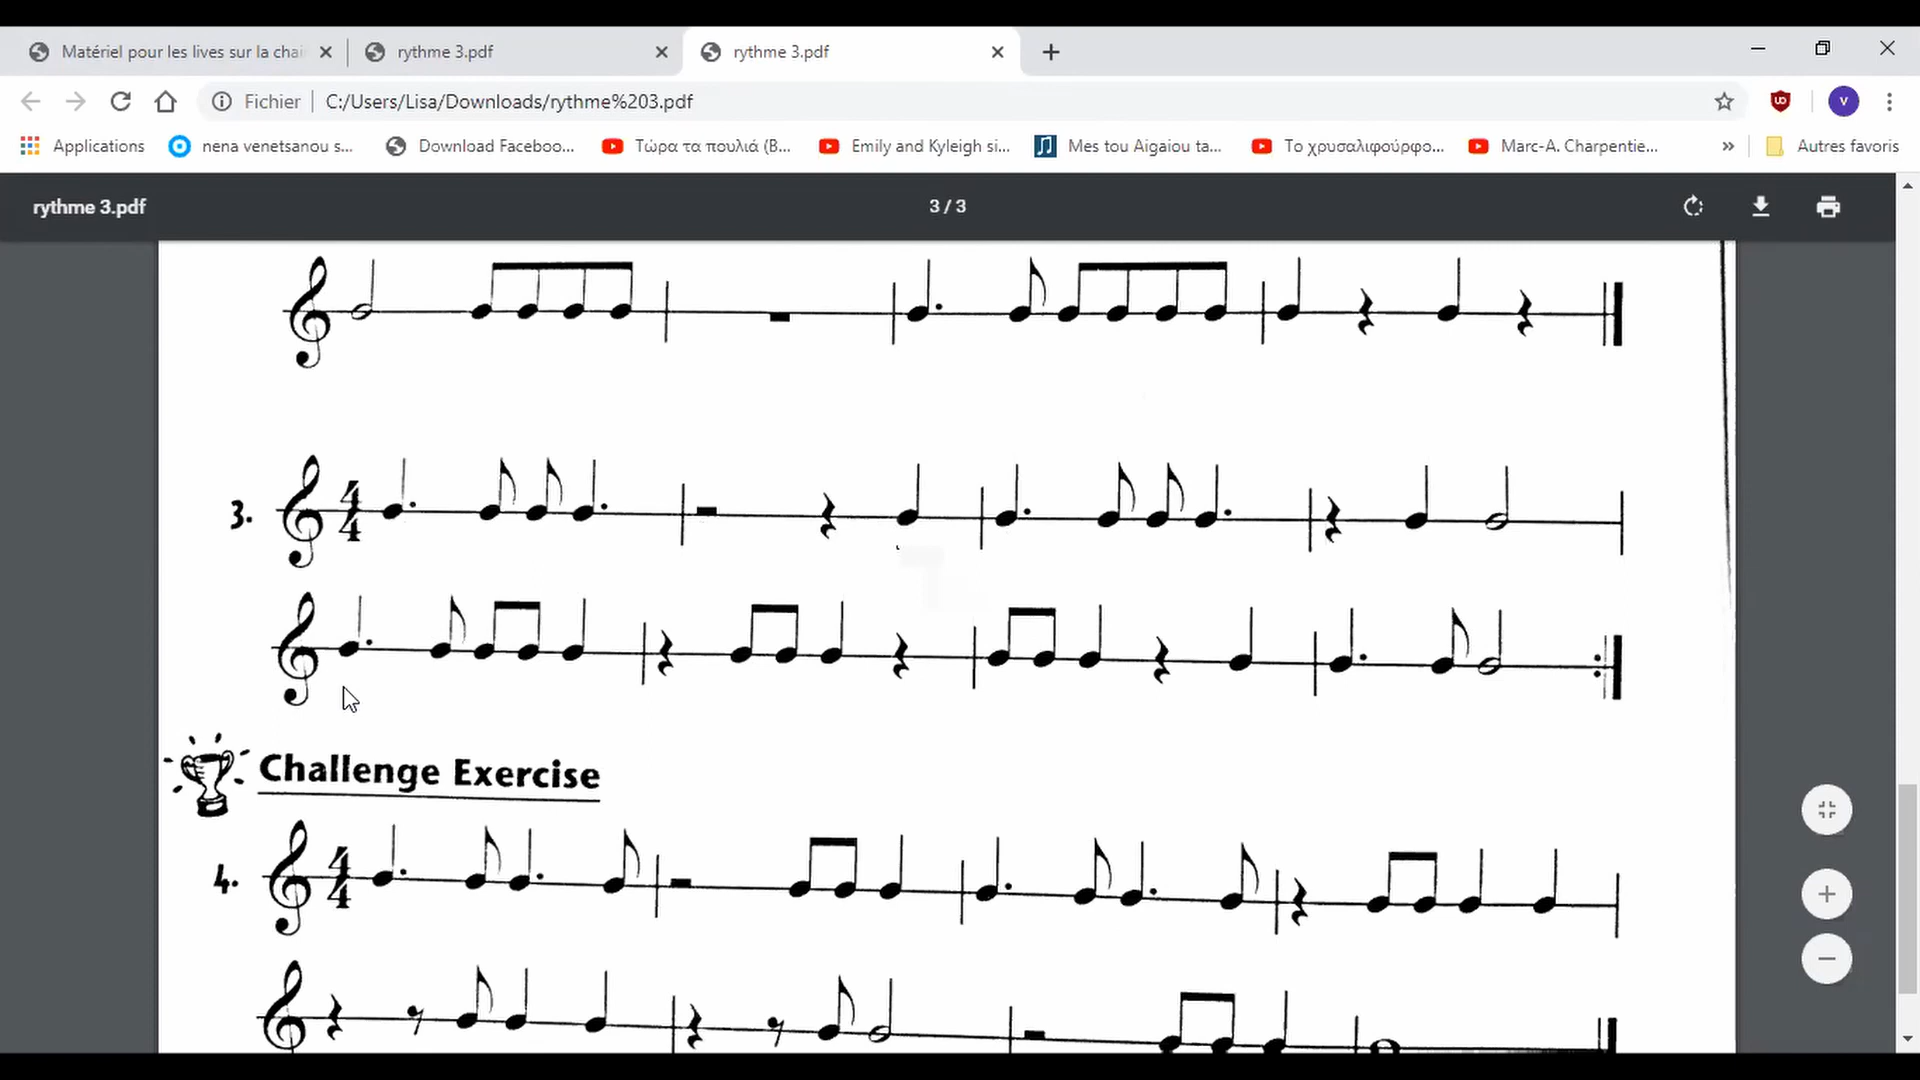 Matériel pour les lives sur la chai
rythme 3.pdf
rythme 3.pdf
Fichier
C:/Users/Lisa/Downloads/rythme%203.pdf
V
Applications
nena venetsanou s...
Download Faceboo...
Τώρα τα πουλιά (B...
Emily and Kyleigh si...
Mes tou Aigaiou ta...
Το χρυσαλιφούρφο...
Marc-A. Charpentie...
»
Autres favoris
rythme 3.pdf
3 / 3
3.
4
4
Challenge Exercise
4.
4
4